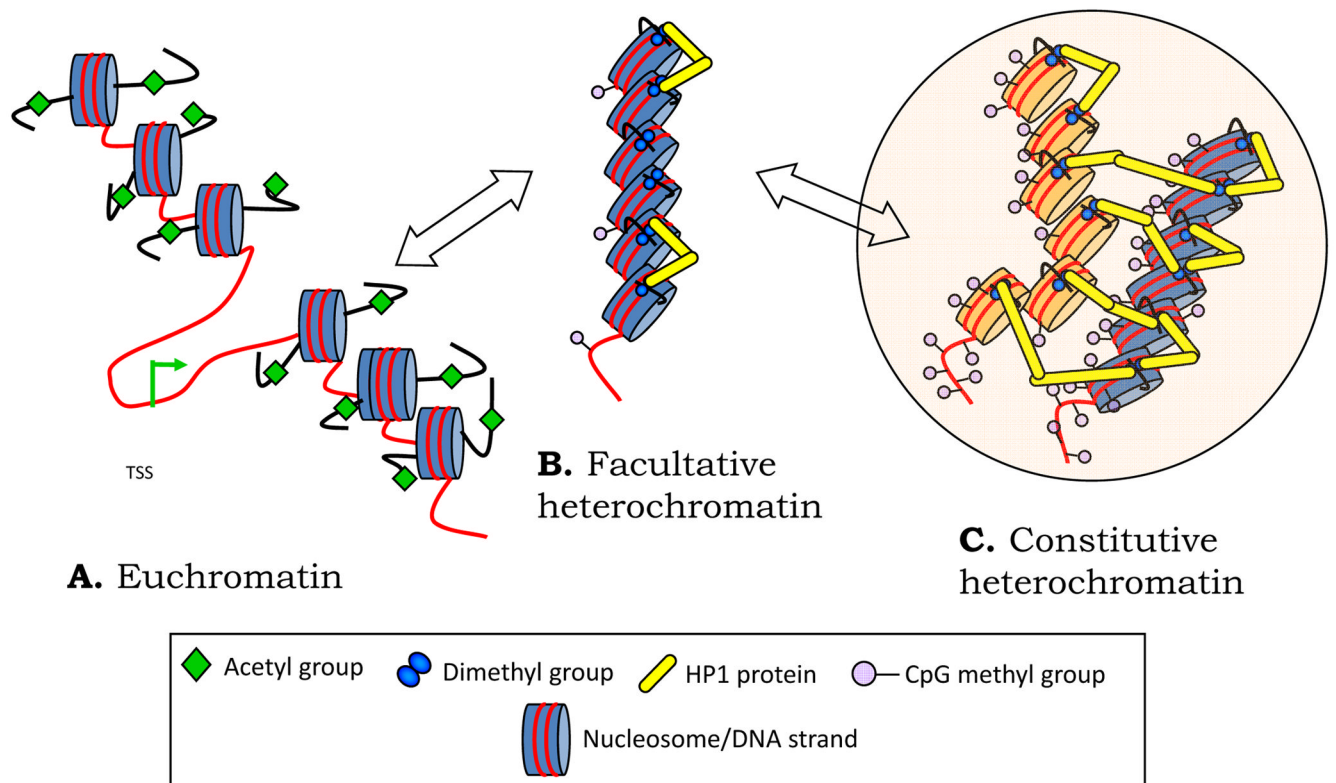 TSS
A. Euchromatin
B. Facultative
heterochromatin
C. Constitutive
heterochromatin
Acetyl group
Dimethyl group
HP1 protein
CpG methyl group
Nucleosome/DNA strand